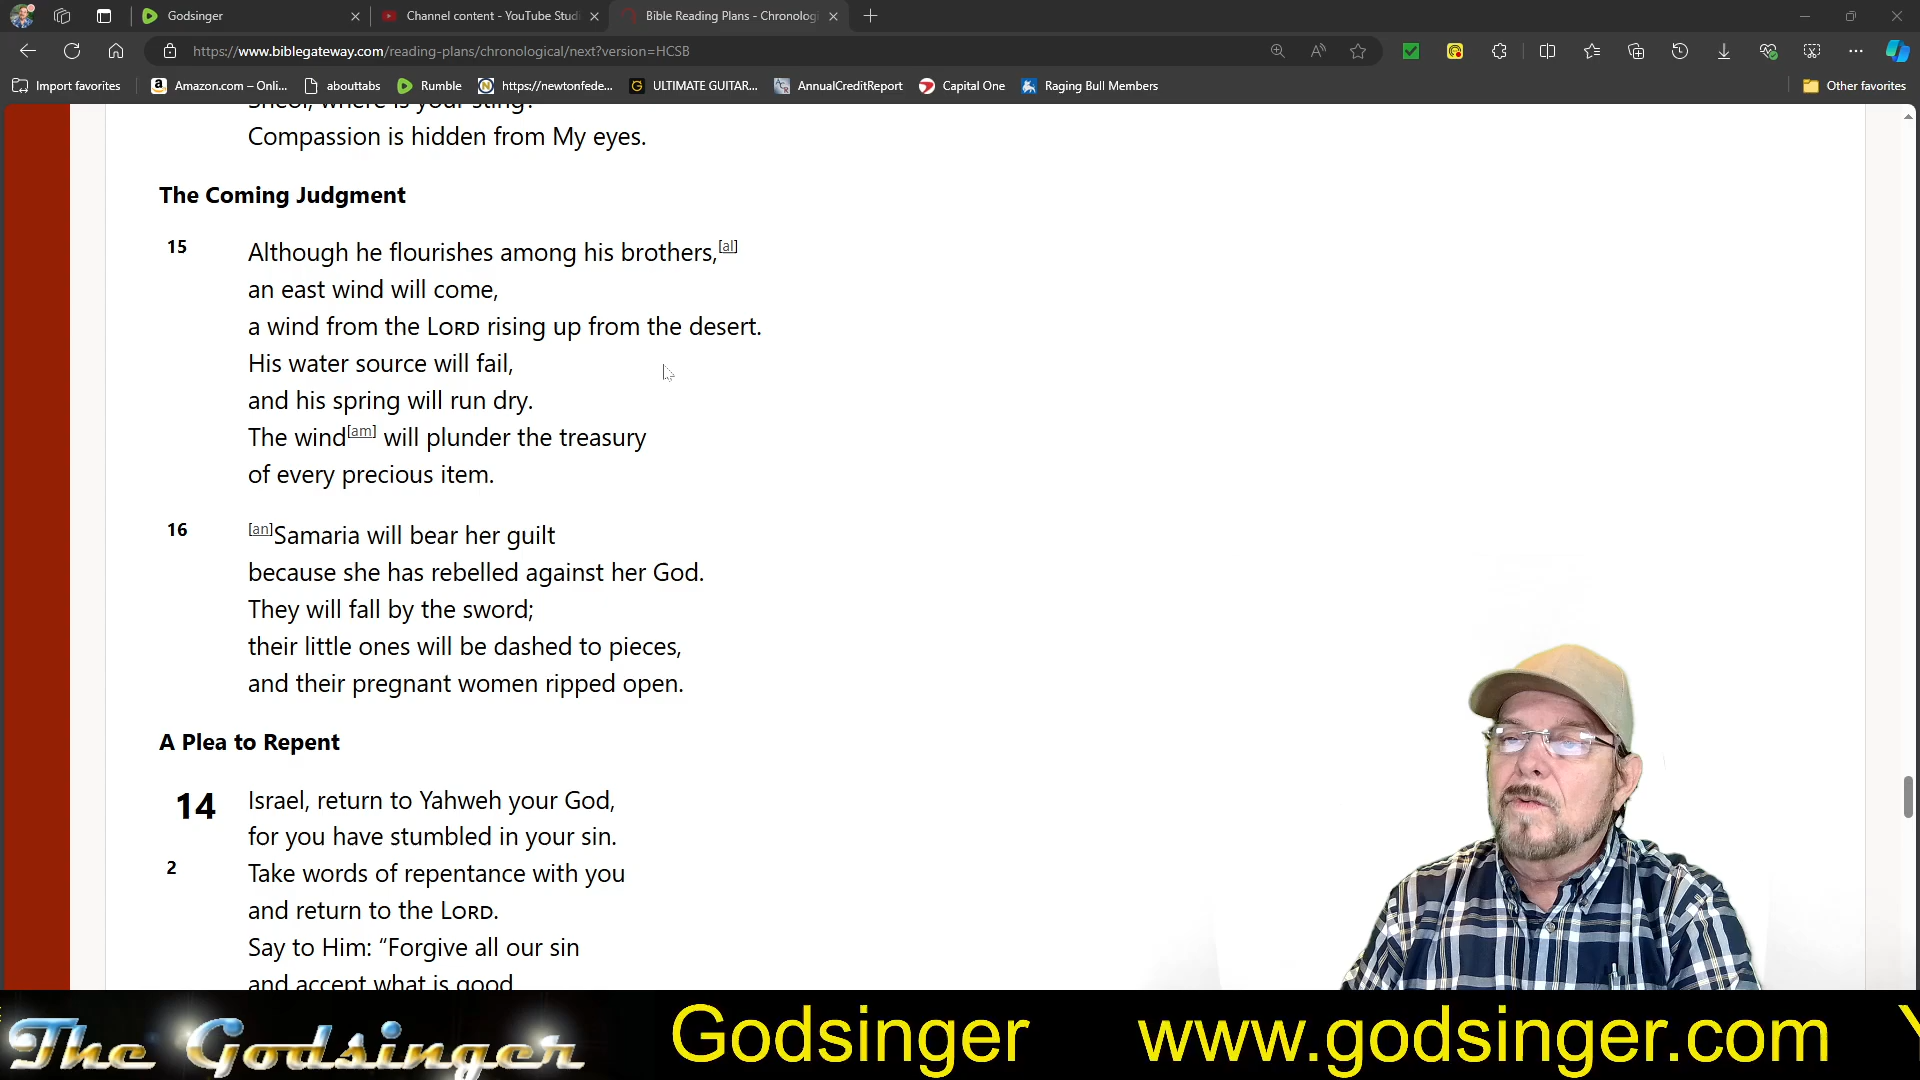 Godsinger
Channel content - YouTube Studi
Bible Reading Plans - Chronologi
https://www.biblegateway.com/reading-plans/chronological/next?version=HCSB
Import favorites
Amazon.com – Onli...
abouttabs
Rumble
https://newtonfede...
ULTIMATE GUITAR...
AnnualCreditReport
Capital One
Raging Bull Members
Other favorites
Sheol, where is your sting?
Compassion is hidden from My eyes.
The Coming Judgment
15 Although he flourishes among his brothers,[al]
an east wind will come,
a wind from the LORD rising up from the desert.
His water source will fail,
and his spring will run dry.
The wind[am] will plunder the treasury
of every precious item.
16 [an]Samaria will bear her guilt
because she has rebelled against her God.
They will fall by the sword;
their little ones will be dashed to pieces,
and their pregnant women ripped open.
A Plea to Repent
14 Israel, return to Yahweh your God,
for you have stumbled in your sin.
2 Take words of repentance with you
and return to the LORD.
Say to Him: “Forgive all our sin
and accept what is good
The Godsinger
Godsinger www.godsinger.com Y